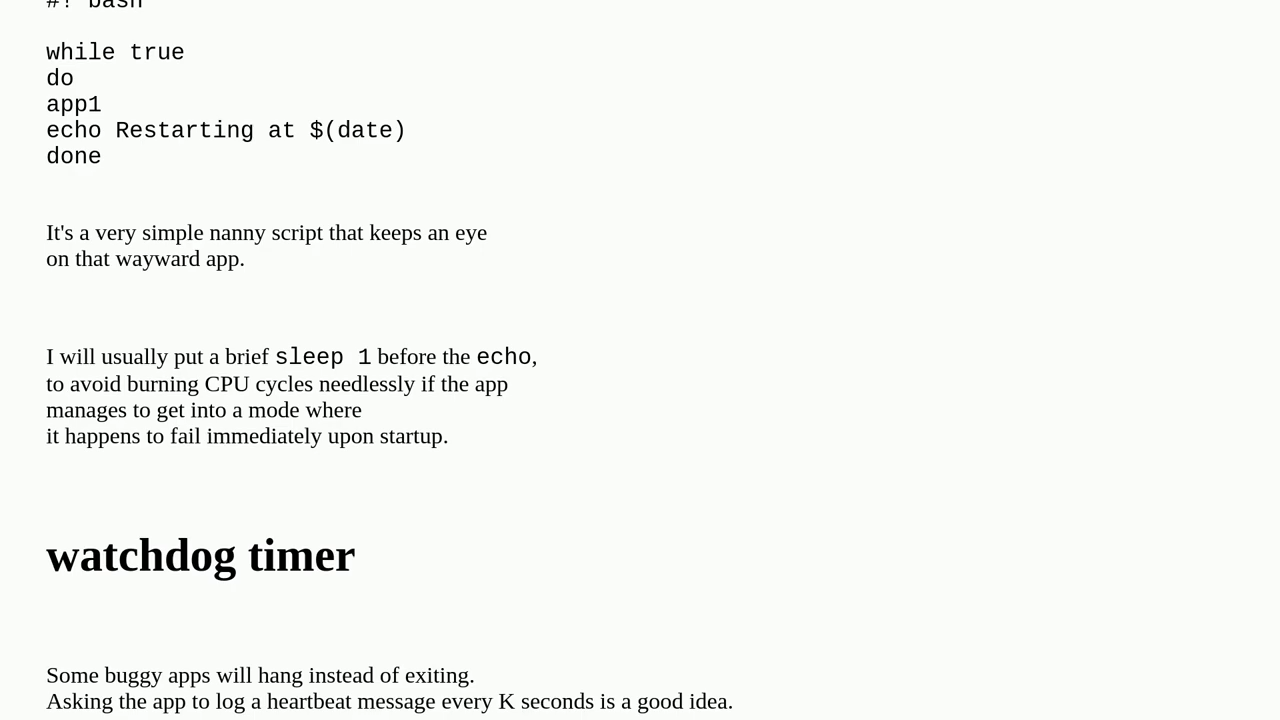 #! bash
while true
do
app1
echo Restarting at $(date)
done
It's a very simple nanny script that keeps an eye
on that wayward app.
I will usually put a brief sleep 1 before the echo,
to avoid burning CPU cycles needlessly if the app
manages to get into a mode where
it happens to fail immediately upon startup.
watchdog timer
Some buggy apps will hang instead of exiting.
Asking the app to log a heartbeat message every K seconds is a good idea.